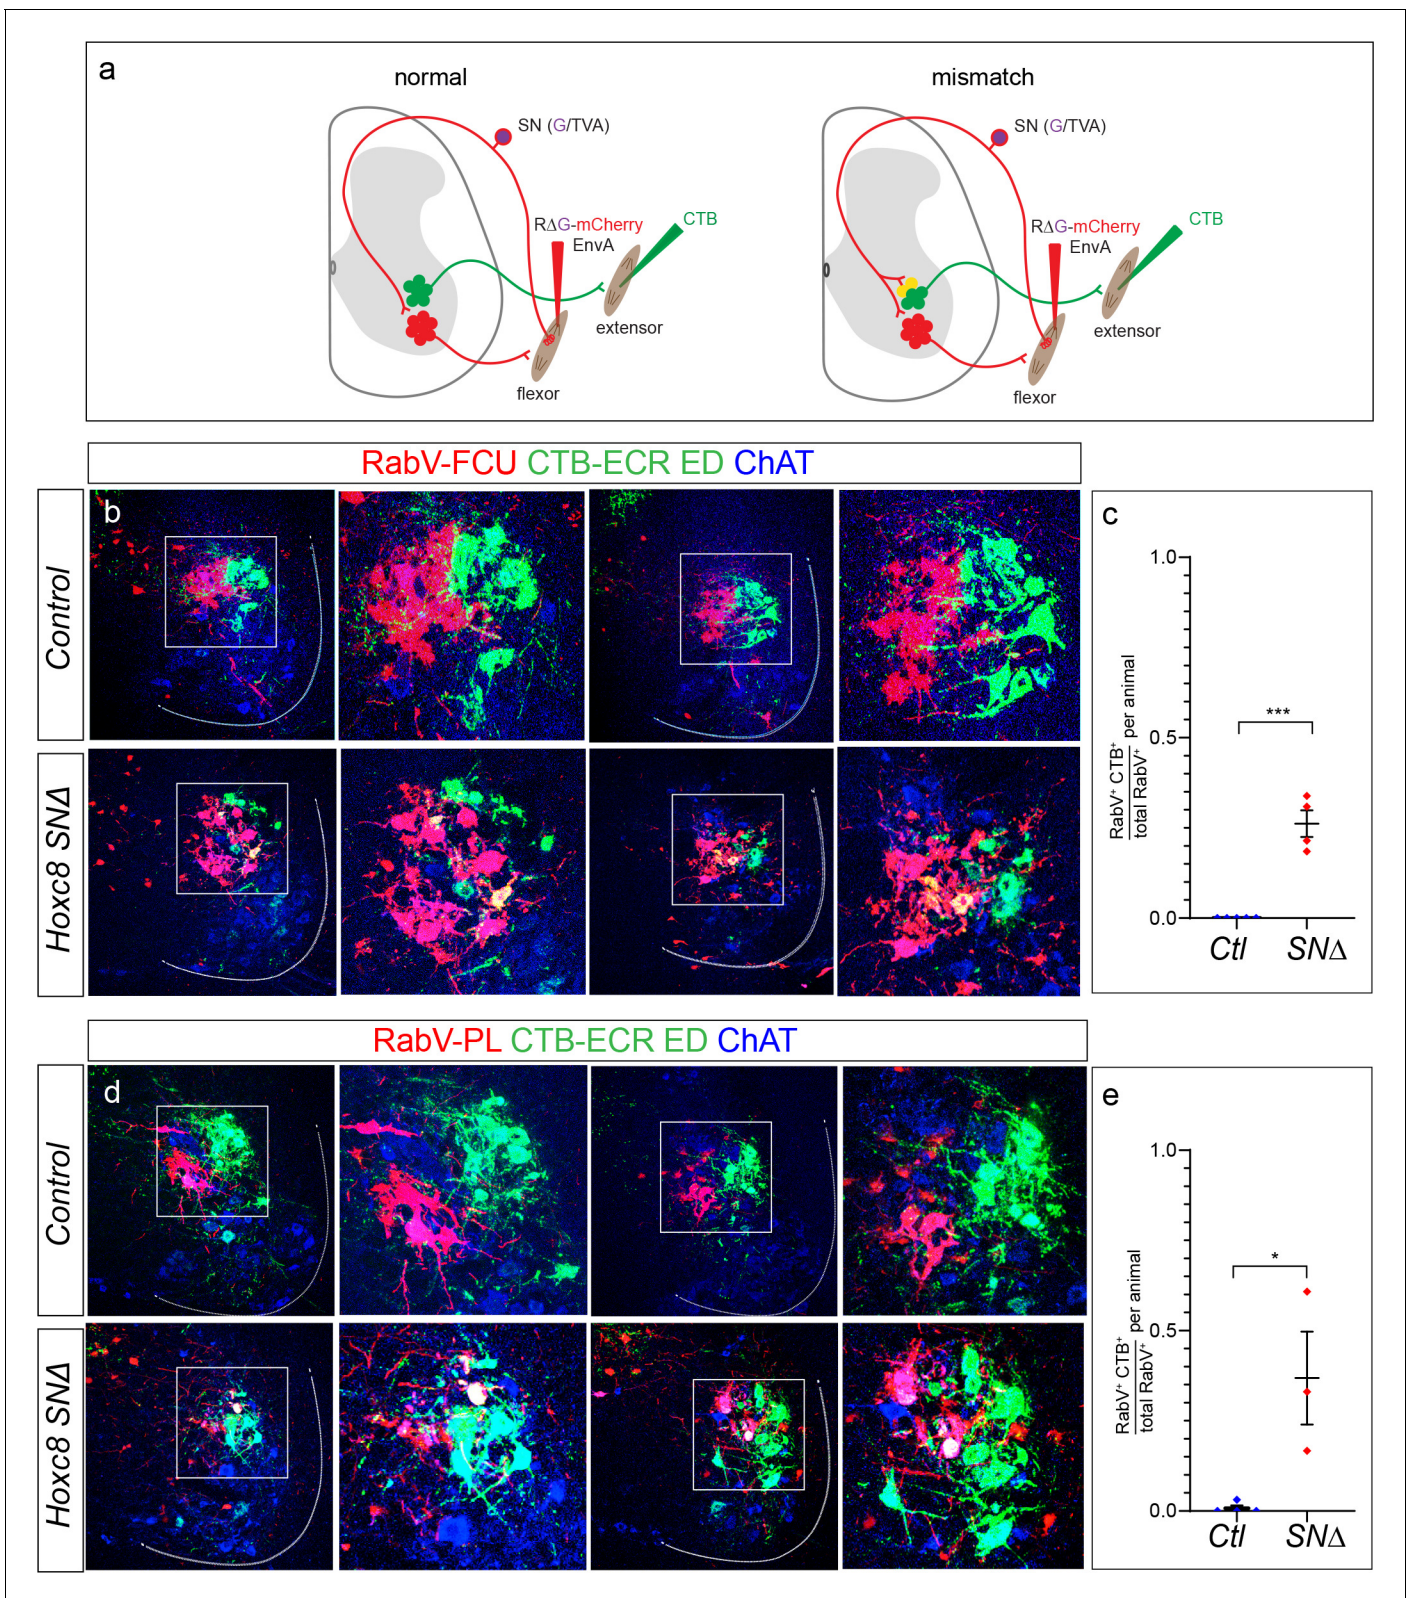 a
normal
mismatch
SN (G/TVA)
RΔG-mCherry
EnvA
CTB
extensor
flexor
SN (G/TVA)
RΔG-mCherry
EnvA
CTB
extensor
flexor
RabV-FCU CTB-ECR ED ChAT
Control
Hoxc8 SNΔ
b
c
1.0
0.5
0.0
RabV⁺ CTB⁺
total RabV⁺
per animal
***
Ctl
SNΔ
RabV-PL CTB-ECR ED ChAT
Control
Hoxc8 SNΔ
d
e
1.0
0.5
0.0
RabV⁺ CTB⁺
total RabV⁺
per animal
*
Ctl
SNΔ